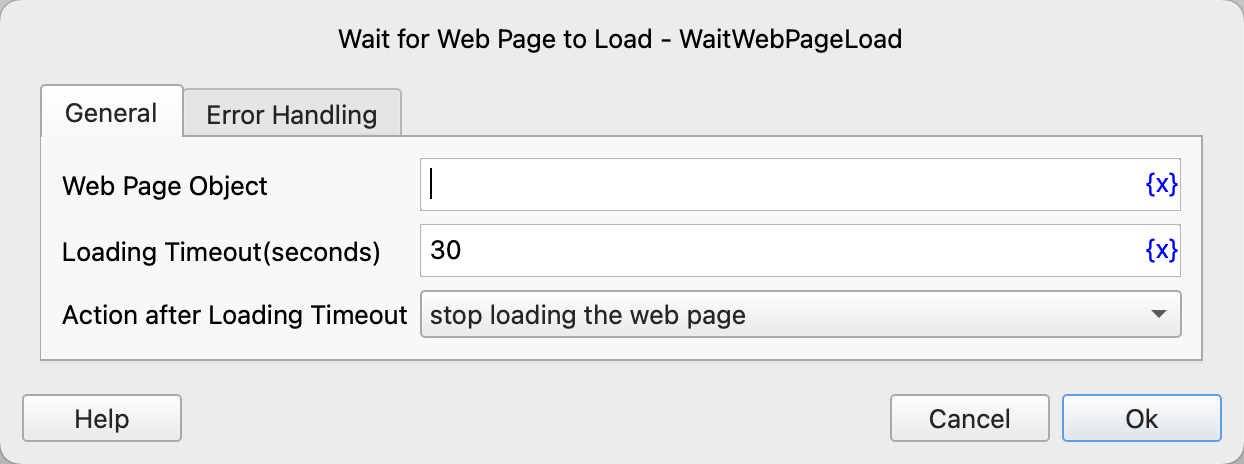 Wait for Web Page to Load - WaitWebPageLoad
General
Error Handling
Web Page Object
{x}
Loading Timeout(seconds)
30
{x}
Action after Loading Timeout
stop loading the web page
Help
Cancel
Ok